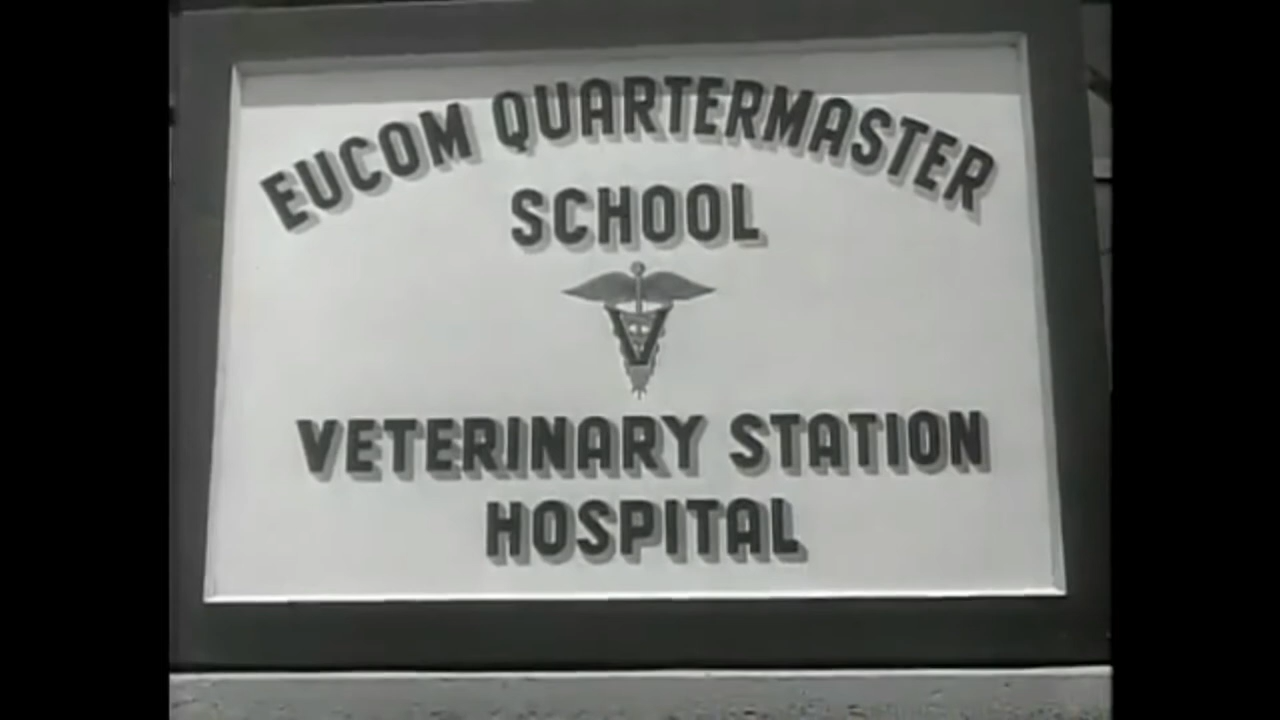 EUCOM QUARTERMASTER
SCHOOL
V
VETERINARY STATION
HOSPITAL